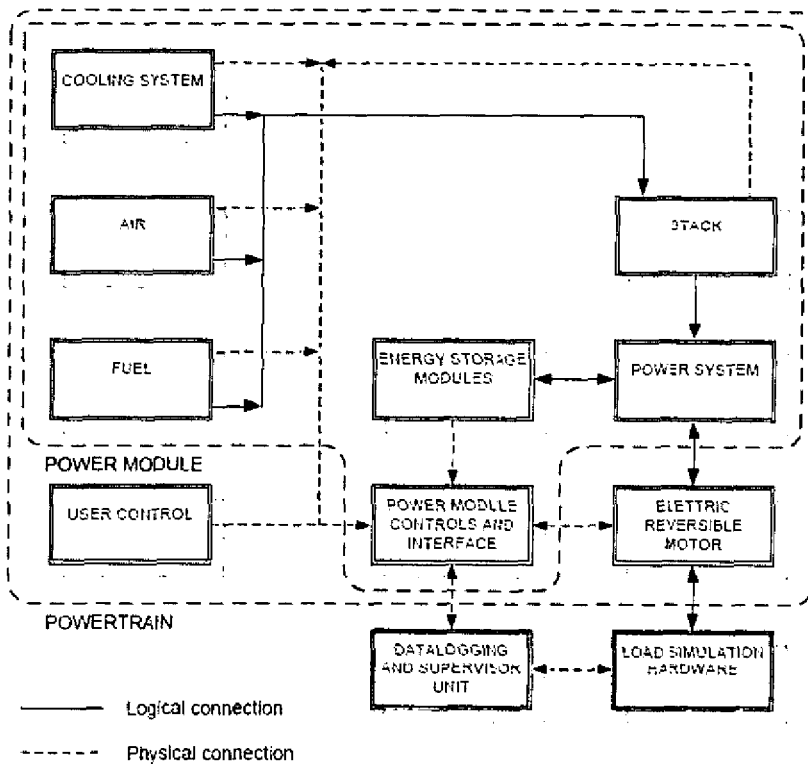 COOLING SYSTEM
AIR
STACK
FUEL
ENERGY STORAGE
MODULES
POWER SYSTEM
POWER MODULE
USER CONTROL
POWER MODULE
CONTROLS AND
INTERFACE
ELETTRIC
REVERSIBLE
MOTOR
POWERTRAIN
DATALOGGING
AND SUPERVISOR
UNIT
LOAD SIMULATION
HARDWARE
Logical connection
Physical connection